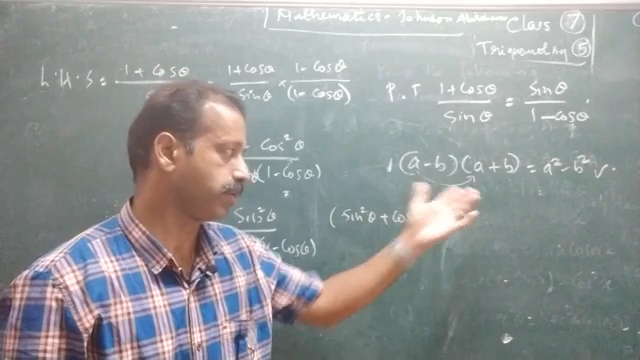 Mathematics - Johnson Abraham Class 7
Trigonometry 5
L.H.S = 1 + cosθ / sinθ = 1 + cosθ / sinθ × 1 - cosθ / (1 - cosθ)
P.T 1 + cosθ / sinθ = sinθ / 1 - cosθ
cos²θ / (1 - cosθ)
(a - b)(a + b) = a² - b²
sin²θ / - cosθ)
(sin²θ + cos